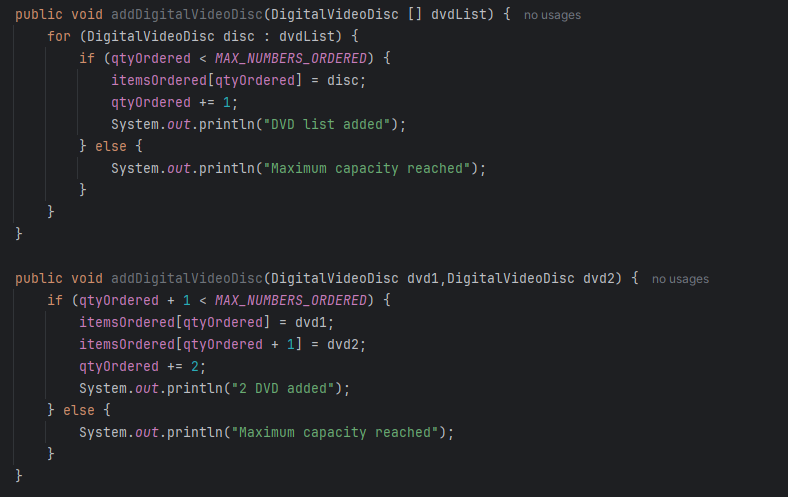 public void addDigitalVideoDisc(DigitalVideoDisc [] dvdList) { no usages
    for (DigitalVideoDisc disc : dvdList) {
        if (qtyOrdered < MAX_NUMBERS_ORDERED) {
            itemsOrdered[qtyOrdered] = disc;
            qtyOrdered += 1;
            System.out.println("DVD list added");
        } else {
            System.out.println("Maximum capacity reached");
        }
    }
}

public void addDigitalVideoDisc(DigitalVideoDisc dvd1,DigitalVideoDisc dvd2) { no usages
    if (qtyOrdered + 1 < MAX_NUMBERS_ORDERED) {
        itemsOrdered[qtyOrdered] = dvd1;
        itemsOrdered[qtyOrdered + 1] = dvd2;
        qtyOrdered += 2;
        System.out.println("2 DVD added");
    } else {
        System.out.println("Maximum capacity reached");
    }
}